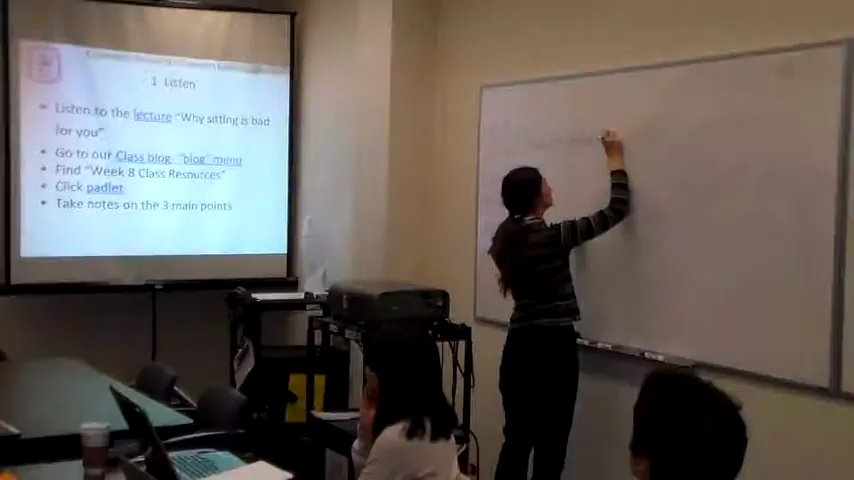 1 Listen
• Listen to the lecture "Why sitting is bad
for you"
• Go to our Class blog "blog" menu
• Find "Week 8 Class Resources"
• Click padlet
• Take notes on the 3 main points